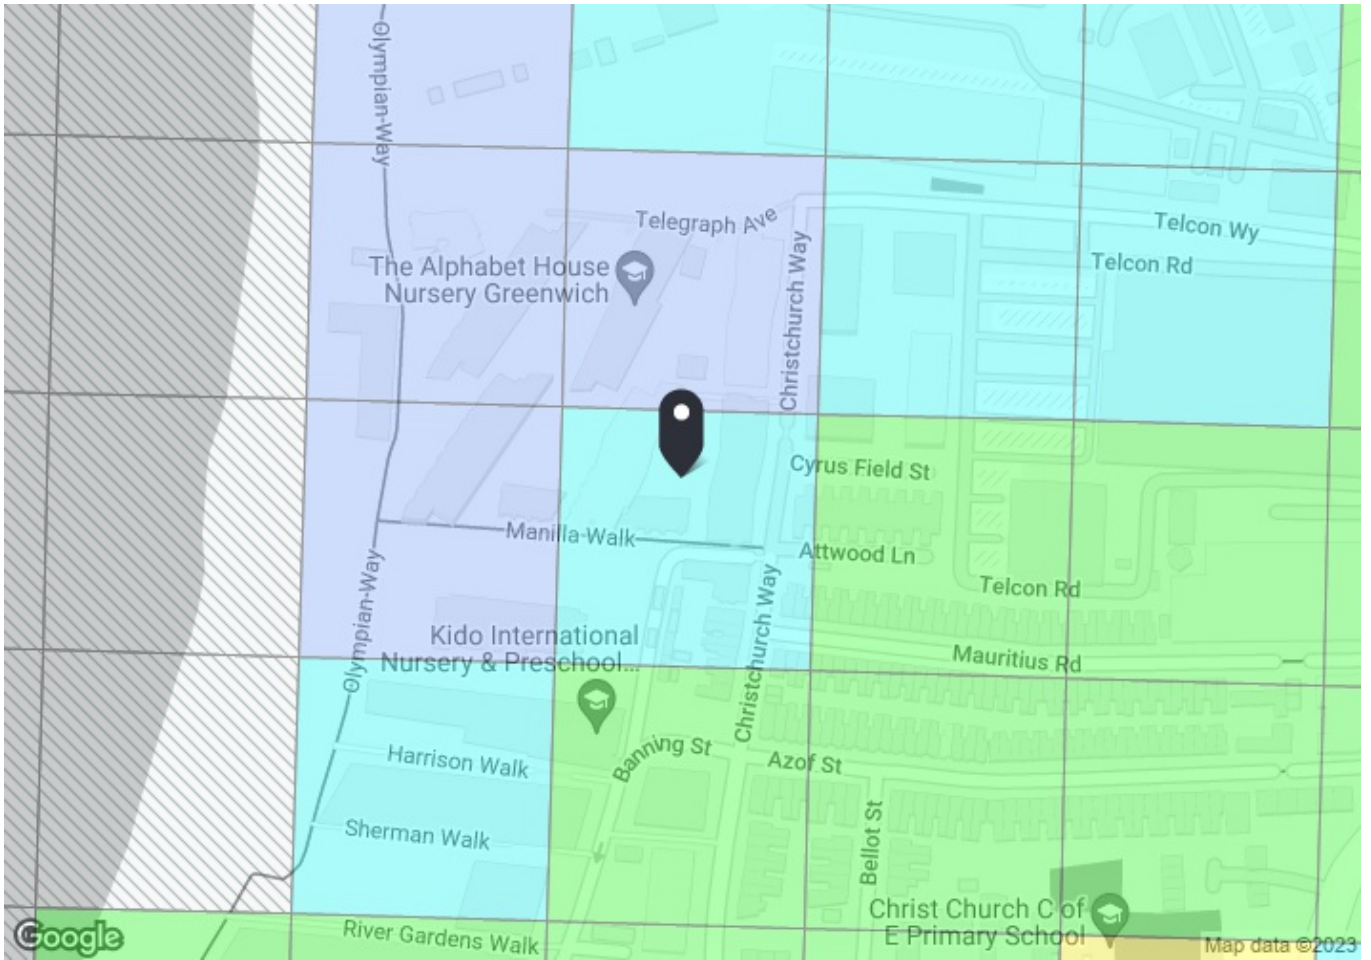 Olympian-Way
Telegraph Ave
Telcon Wy
Christchurch Way
Telcon Rd
The Alphabet House
Nursery Greenwich
Cyrus Field St
Manilla-Walk
Attwood Ln
Telcon Rd
Olympian-Way
Christchurch Way
Kido International
Nursery & Preschool...
Mauritius Rd
Banning St
Harrison Walk
Azof St
Sherman Walk
Bellot St
Christ Church C of
E Primary School
River Gardens Walk
Google
Map data ©2023